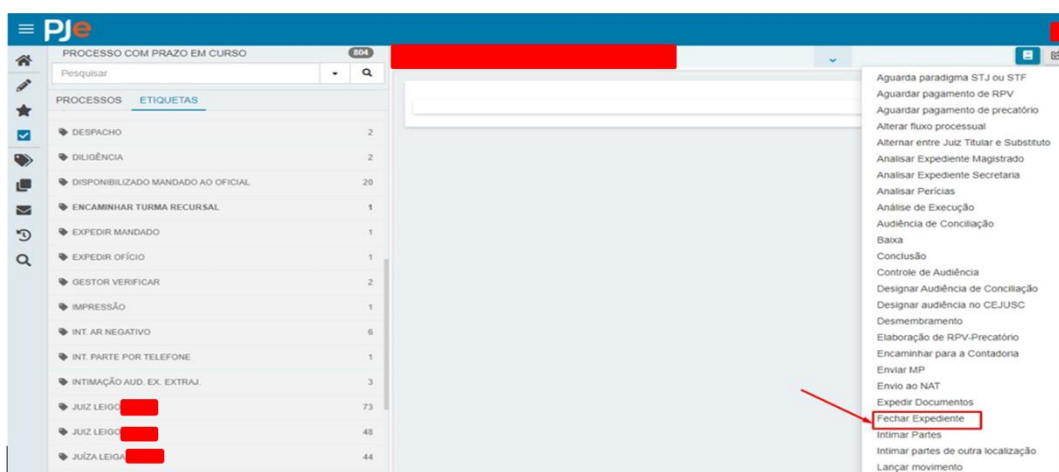 PJe
PROCESSO COM PRAZO EM CURSO 804
Pesquisar
PROCESSOS ETIQUETAS
DESPACHO 2
DILIGÊNCIA 2
DISPONIBILIZADO MANDADO AO OFICIAL 20
ENCAMINHAR TURMA RECURSAL 1
EXPEDIR MANDADO 1
EXPEDIR OFÍCIO 1
GESTOR VERIFICAR 2
IMPRESSÃO 1
INT. AR NEGATIVO 6
INT. PARTE POR TELEFONE 1
INTIMAÇÃO AUD. EX. EXTRAJ. 3
JUIZ LEIGO 73
JUIZ LEIGO 48
JUÍZA LEIGA 44
Aguarda paradigma STJ ou STF
Aguardar pagamento de RPV
Aguardar pagamento de precatório
Alterar fluxo processual
Alternar entre Juiz Titular e Substituto
Analisar Expediente Magistrado
Analisar Expediente Secretaria
Analisar Perícias
Análise de Execução
Audiência de Conciliação
Baixa
Conclusão
Controle de Audiência
Designar Audiência de Conciliação
Designar audiência no CEJUSC
Desmembramento
Elaboração de RPV-Precatório
Encaminhar para a Contadoria
Enviar MP
Envio ao NAT
Expedir Documentos
Fechar Expediente
Intimar Partes
Intimar partes de outra localização
Lançar movimento